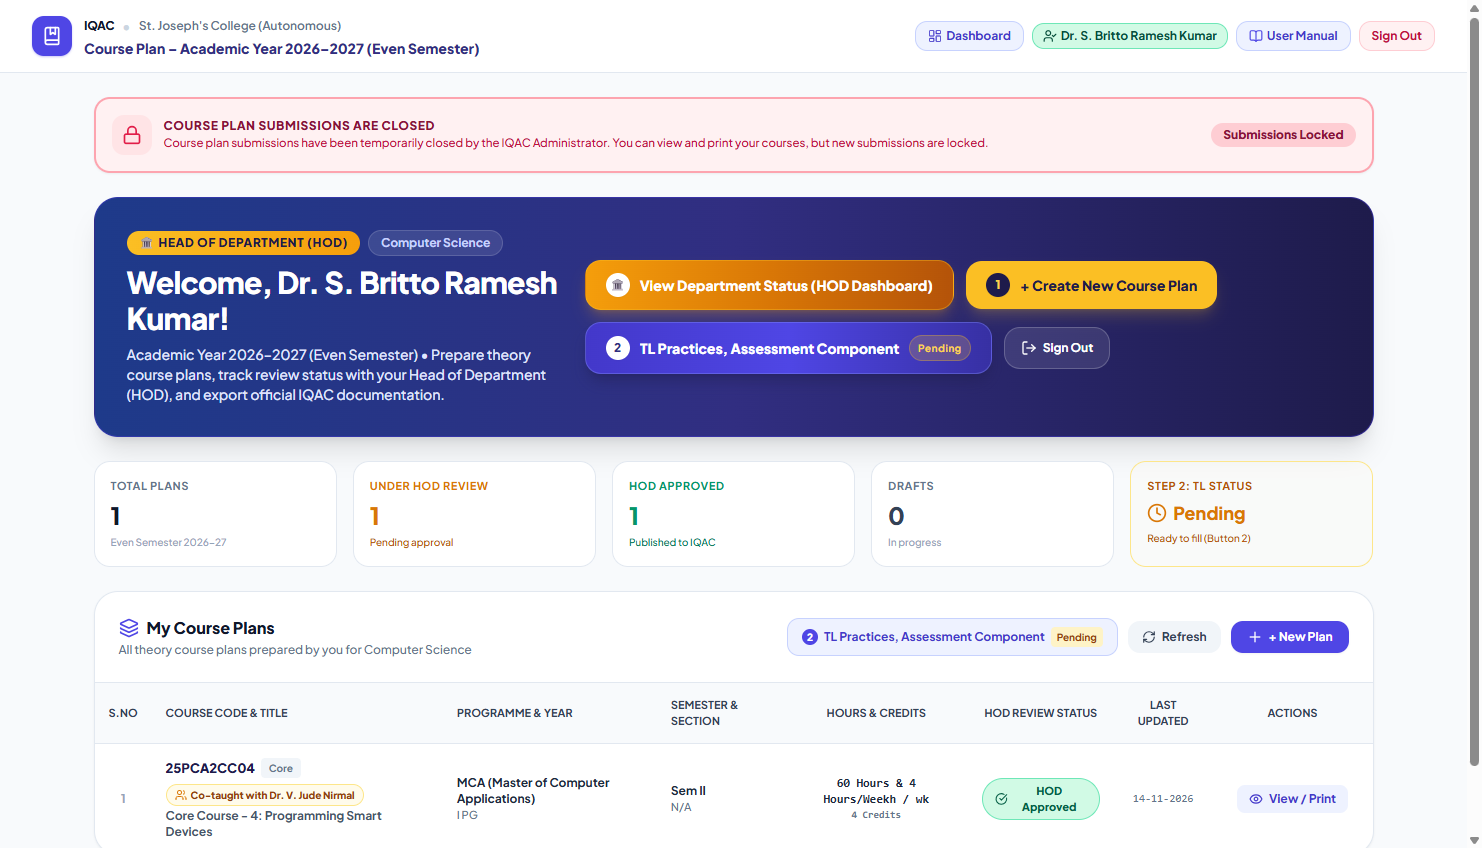 IQAC • St. Joseph's College (Autonomous)
Course Plan – Academic Year 2026–2027 (Even Semester)
Dashboard
Dr. S. Britto Ramesh Kumar
User Manual
Sign Out
COURSE PLAN SUBMISSIONS ARE CLOSED
Course plan submissions have been temporarily closed by the IQAC Administrator. You can view and print your courses, but new submissions are locked.
Submissions Locked
HEAD OF DEPARTMENT (HOD)
Computer Science
Welcome, Dr. S. Britto Ramesh
Kumar!
Academic Year 2026–2027 (Even Semester) • Prepare theory
course plans, track review status with your Head of Department
(HOD), and export official IQAC documentation.
View Department Status (HOD Dashboard)
1 + Create New Course Plan
2 TL Practices, Assessment Component Pending
Sign Out
TOTAL PLANS
1
Even Semester 2026–27
UNDER HOD REVIEW
1
Pending approval
HOD APPROVED
1
Published to IQAC
DRAFTS
0
In progress
STEP 2: TL STATUS
Pending
Ready to fill (Button 2)
My Course Plans
All theory course plans prepared by you for Computer Science
2 TL Practices, Assessment Component Pending
Refresh
+ New Plan
S.NO
COURSE CODE & TITLE
PROGRAMME & YEAR
SEMESTER &
SECTION
HOURS & CREDITS
HOD REVIEW STATUS
LAST
UPDATED
ACTIONS
1
25PCA2CC04 Core
Co-taught with Dr. V. Jude Nirmal
Core Course - 4: Programming Smart
Devices
MCA (Master of Computer
Applications)
I PG
Sem II
N/A
60 Hours & 4
Hours/Weekh / wk
4 Credits
HOD
Approved
14-11-2026
View / Print